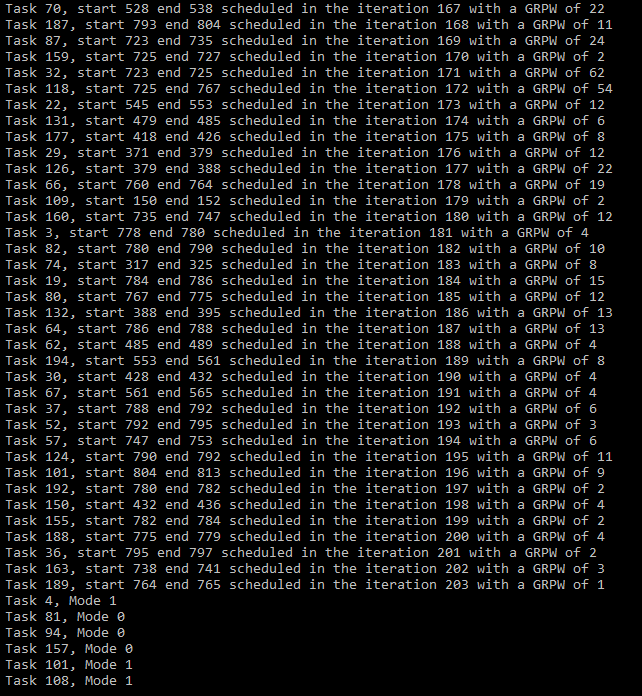 Task 70, start 528 end 538 scheduled in the iteration 167 with a GRPW of 22
Task 187, start 793 end 804 scheduled in the iteration 168 with a GRPW of 11
Task 87, start 723 end 735 scheduled in the iteration 169 with a GRPW of 24
Task 159, start 725 end 727 scheduled in the iteration 170 with a GRPW of 2
Task 32, start 723 end 725 scheduled in the iteration 171 with a GRPW of 62
Task 118, start 725 end 767 scheduled in the iteration 172 with a GRPW of 54
Task 22, start 545 end 553 scheduled in the iteration 173 with a GRPW of 12
Task 131, start 479 end 485 scheduled in the iteration 174 with a GRPW of 6
Task 177, start 418 end 426 scheduled in the iteration 175 with a GRPW of 8
Task 29, start 371 end 379 scheduled in the iteration 176 with a GRPW of 12
Task 126, start 379 end 388 scheduled in the iteration 177 with a GRPW of 22
Task 66, start 760 end 764 scheduled in the iteration 178 with a GRPW of 19
Task 109, start 150 end 152 scheduled in the iteration 179 with a GRPW of 2
Task 160, start 735 end 747 scheduled in the iteration 180 with a GRPW of 12
Task 3, start 778 end 780 scheduled in the iteration 181 with a GRPW of 4
Task 82, start 780 end 790 scheduled in the iteration 182 with a GRPW of 10
Task 74, start 317 end 325 scheduled in the iteration 183 with a GRPW of 8
Task 19, start 784 end 786 scheduled in the iteration 184 with a GRPW of 15
Task 80, start 767 end 775 scheduled in the iteration 185 with a GRPW of 12
Task 132, start 388 end 395 scheduled in the iteration 186 with a GRPW of 13
Task 64, start 786 end 788 scheduled in the iteration 187 with a GRPW of 13
Task 62, start 485 end 489 scheduled in the iteration 188 with a GRPW of 4
Task 194, start 553 end 561 scheduled in the iteration 189 with a GRPW of 8
Task 30, start 428 end 432 scheduled in the iteration 190 with a GRPW of 4
Task 67, start 561 end 565 scheduled in the iteration 191 with a GRPW of 4
Task 37, start 788 end 792 scheduled in the iteration 192 with a GRPW of 6
Task 52, start 792 end 795 scheduled in the iteration 193 with a GRPW of 3
Task 57, start 747 end 753 scheduled in the iteration 194 with a GRPW of 6
Task 124, start 790 end 792 scheduled in the iteration 195 with a GRPW of 11
Task 101, start 804 end 813 scheduled in the iteration 196 with a GRPW of 9
Task 192, start 780 end 782 scheduled in the iteration 197 with a GRPW of 2
Task 150, start 432 end 436 scheduled in the iteration 198 with a GRPW of 4
Task 155, start 782 end 784 scheduled in the iteration 199 with a GRPW of 2
Task 188, start 775 end 779 scheduled in the iteration 200 with a GRPW of 4
Task 36, start 795 end 797 scheduled in the iteration 201 with a GRPW of 2
Task 163, start 738 end 741 scheduled in the iteration 202 with a GRPW of 3
Task 189, start 764 end 765 scheduled in the iteration 203 with a GRPW of 1
Task 4, Mode 1
Task 81, Mode 0
Task 94, Mode 0
Task 157, Mode 0
Task 101, Mode 1
Task 108, Mode 1